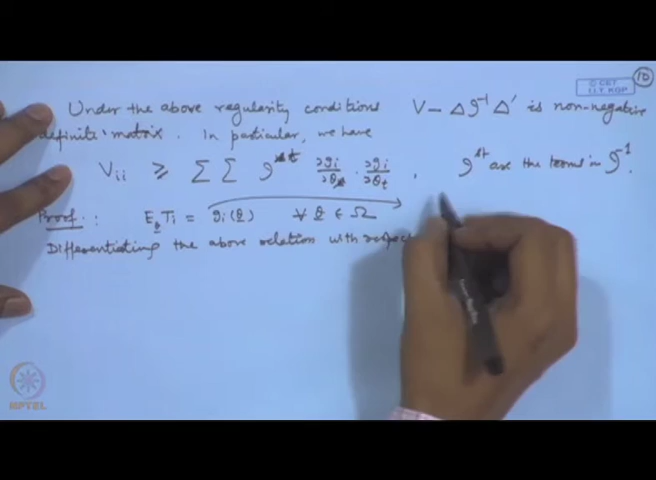 © CET
I.I.T. KGP
10
Under the above regularity conditions V - Δ 𝓘⁻¹ Δ' is non-negative
definite matrix. In particular, we have
Vii ≥ ΣΣ 𝓘^{st} ∂gi/∂θs · ∂gi/∂θt , 𝓘^{st} are the terms in 𝓘⁻¹.
Proof: : E_θ Ti = gi(θ) ∀ θ ∈ Ω
Differentiating the above relation with
NPTEL